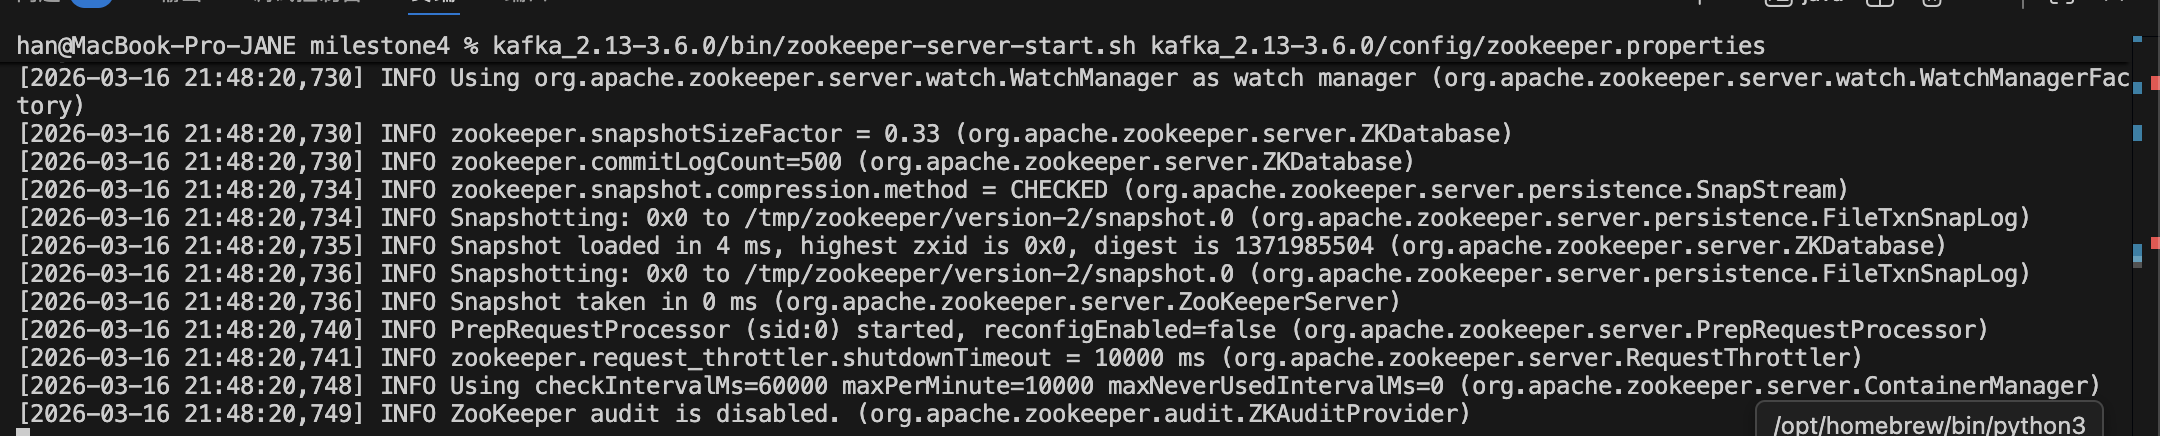 han@MacBook-Pro-JANE milestone4 % kafka_2.13-3.6.0/bin/zookeeper-server-start.sh kafka_2.13-3.6.0/config/zookeeper.properties
[2026-03-16 21:48:20,730] INFO Using org.apache.zookeeper.server.watch.WatchManager as watch manager (org.apache.zookeeper.server.watch.WatchManagerFac
tory)
[2026-03-16 21:48:20,730] INFO zookeeper.snapshotSizeFactor = 0.33 (org.apache.zookeeper.server.ZKDatabase)
[2026-03-16 21:48:20,730] INFO zookeeper.commitLogCount=500 (org.apache.zookeeper.server.ZKDatabase)
[2026-03-16 21:48:20,734] INFO zookeeper.snapshot.compression.method = CHECKED (org.apache.zookeeper.server.persistence.SnapStream)
[2026-03-16 21:48:20,734] INFO Snapshotting: 0x0 to /tmp/zookeeper/version-2/snapshot.0 (org.apache.zookeeper.server.persistence.FileTxnSnapLog)
[2026-03-16 21:48:20,735] INFO Snapshot loaded in 4 ms, highest zxid is 0x0, digest is 1371985504 (org.apache.zookeeper.server.ZKDatabase)
[2026-03-16 21:48:20,736] INFO Snapshotting: 0x0 to /tmp/zookeeper/version-2/snapshot.0 (org.apache.zookeeper.server.persistence.FileTxnSnapLog)
[2026-03-16 21:48:20,736] INFO Snapshot taken in 0 ms (org.apache.zookeeper.server.ZooKeeperServer)
[2026-03-16 21:48:20,740] INFO PrepRequestProcessor (sid:0) started, reconfigEnabled=false (org.apache.zookeeper.server.PrepRequestProcessor)
[2026-03-16 21:48:20,741] INFO zookeeper.request_throttler.shutdownTimeout = 10000 ms (org.apache.zookeeper.server.RequestThrottler)
[2026-03-16 21:48:20,748] INFO Using checkIntervalMs=60000 maxPerMinute=10000 maxNeverUsedIntervalMs=0 (org.apache.zookeeper.server.ContainerManager)
[2026-03-16 21:48:20,749] INFO ZooKeeper audit is disabled. (org.apache.zookeeper.audit.ZKAuditProvider)
/opt/homebrew/bin/python3